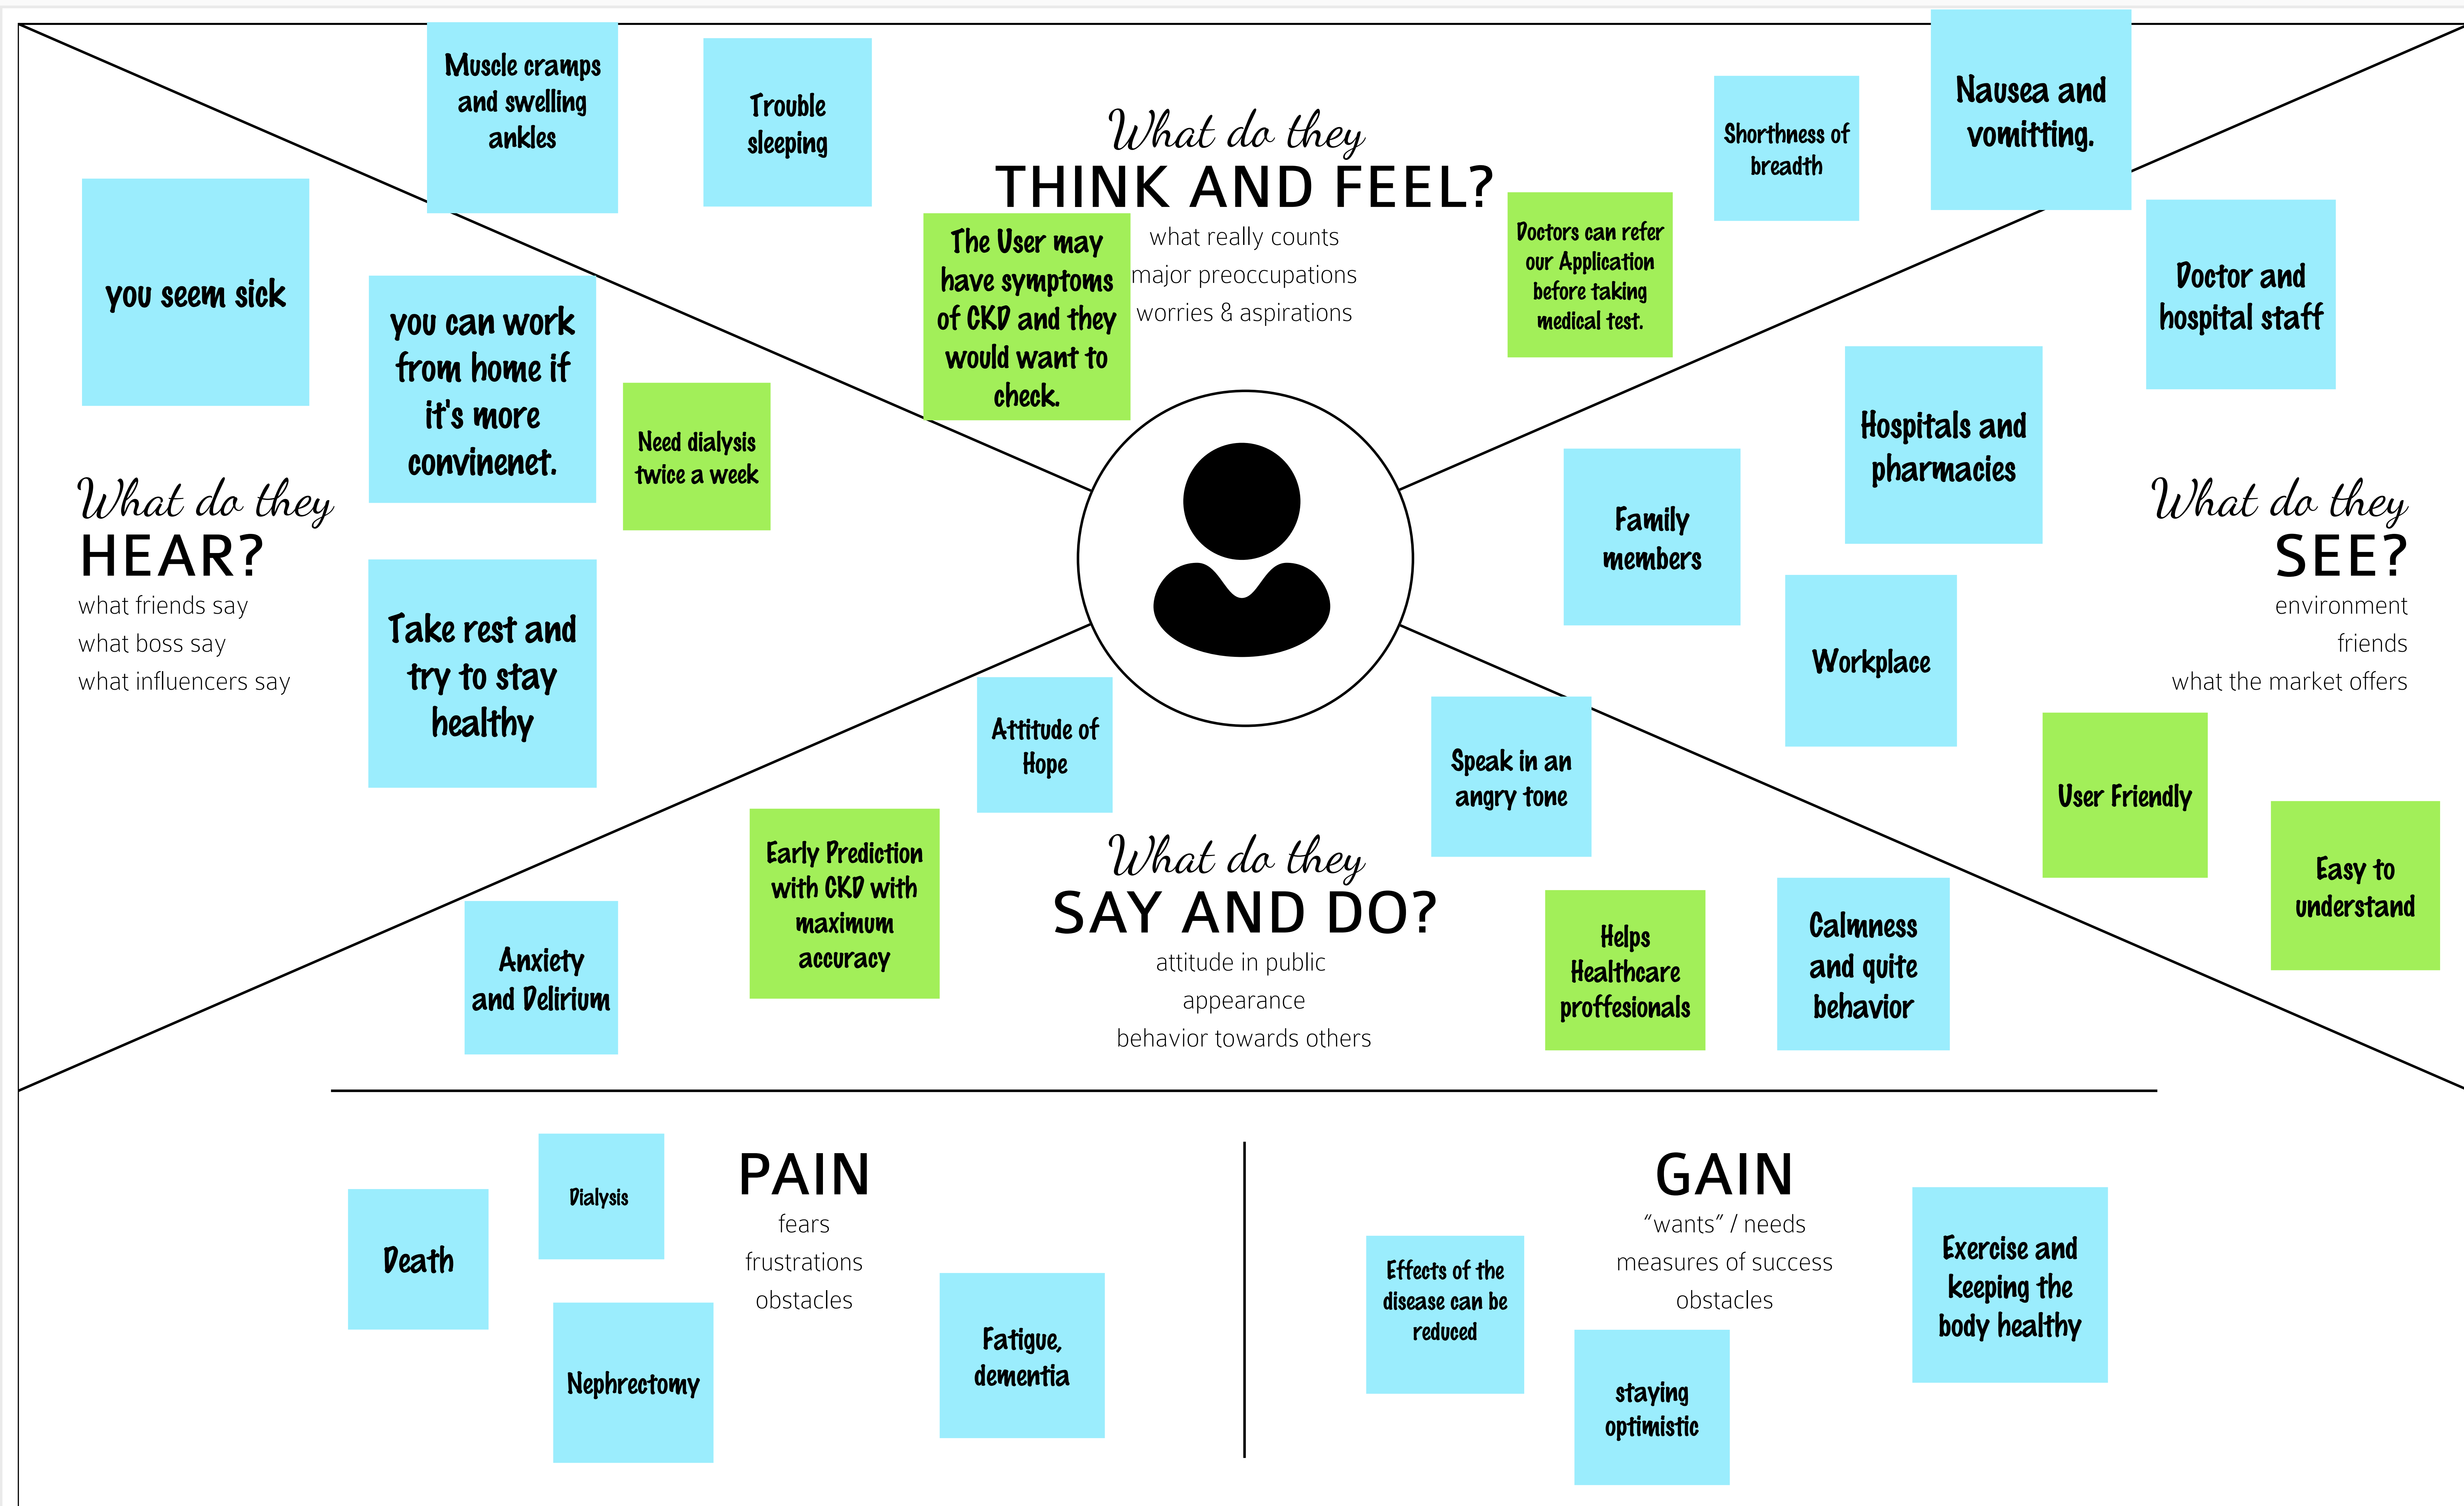 Muscle cramps
and swelling
ankles
Trouble
sleeping
What do they
THINK AND FEEL?
what really counts
major preoccupations
worries & aspirations
The User may
have symptoms
of CKD and they
would want to
check.
Doctors can refer
our Application
before taking
medical test.
Shorthness of
breadth
Nausea and
vomitting.
you seem sick
you can work
from home if
it's more
convinenet.
Need dialysis
twice a week
What do they
HEAR?
what friends say
what boss say
what influencers say
Take rest and
try to stay
healthy
Doctor and
hospital staff
Hospitals and
pharmacies
Family
members
What do they
SEE?
environment
friends
what the market offers
Workplace
User Friendly
Easy to
understand
Attitude of
Hope
Speak in an
angry tone
Early Prediction
with CKD with
maximum
accuracy
What do they
SAY AND DO?
attitude in public
appearance
behavior towards others
Anxiety
and Delirium
Helps
Healthcare
proffesionals
Calmness
and quite
behavior
PAIN
fears
frustrations
obstacles
Dialysis
Death
Nephrectomy
Fatigue,
dementia
GAIN
“wants” / needs
measures of success
obstacles
Effects of the
disease can be
reduced
staying
optimistic
Exercise and
keeping the
body healthy